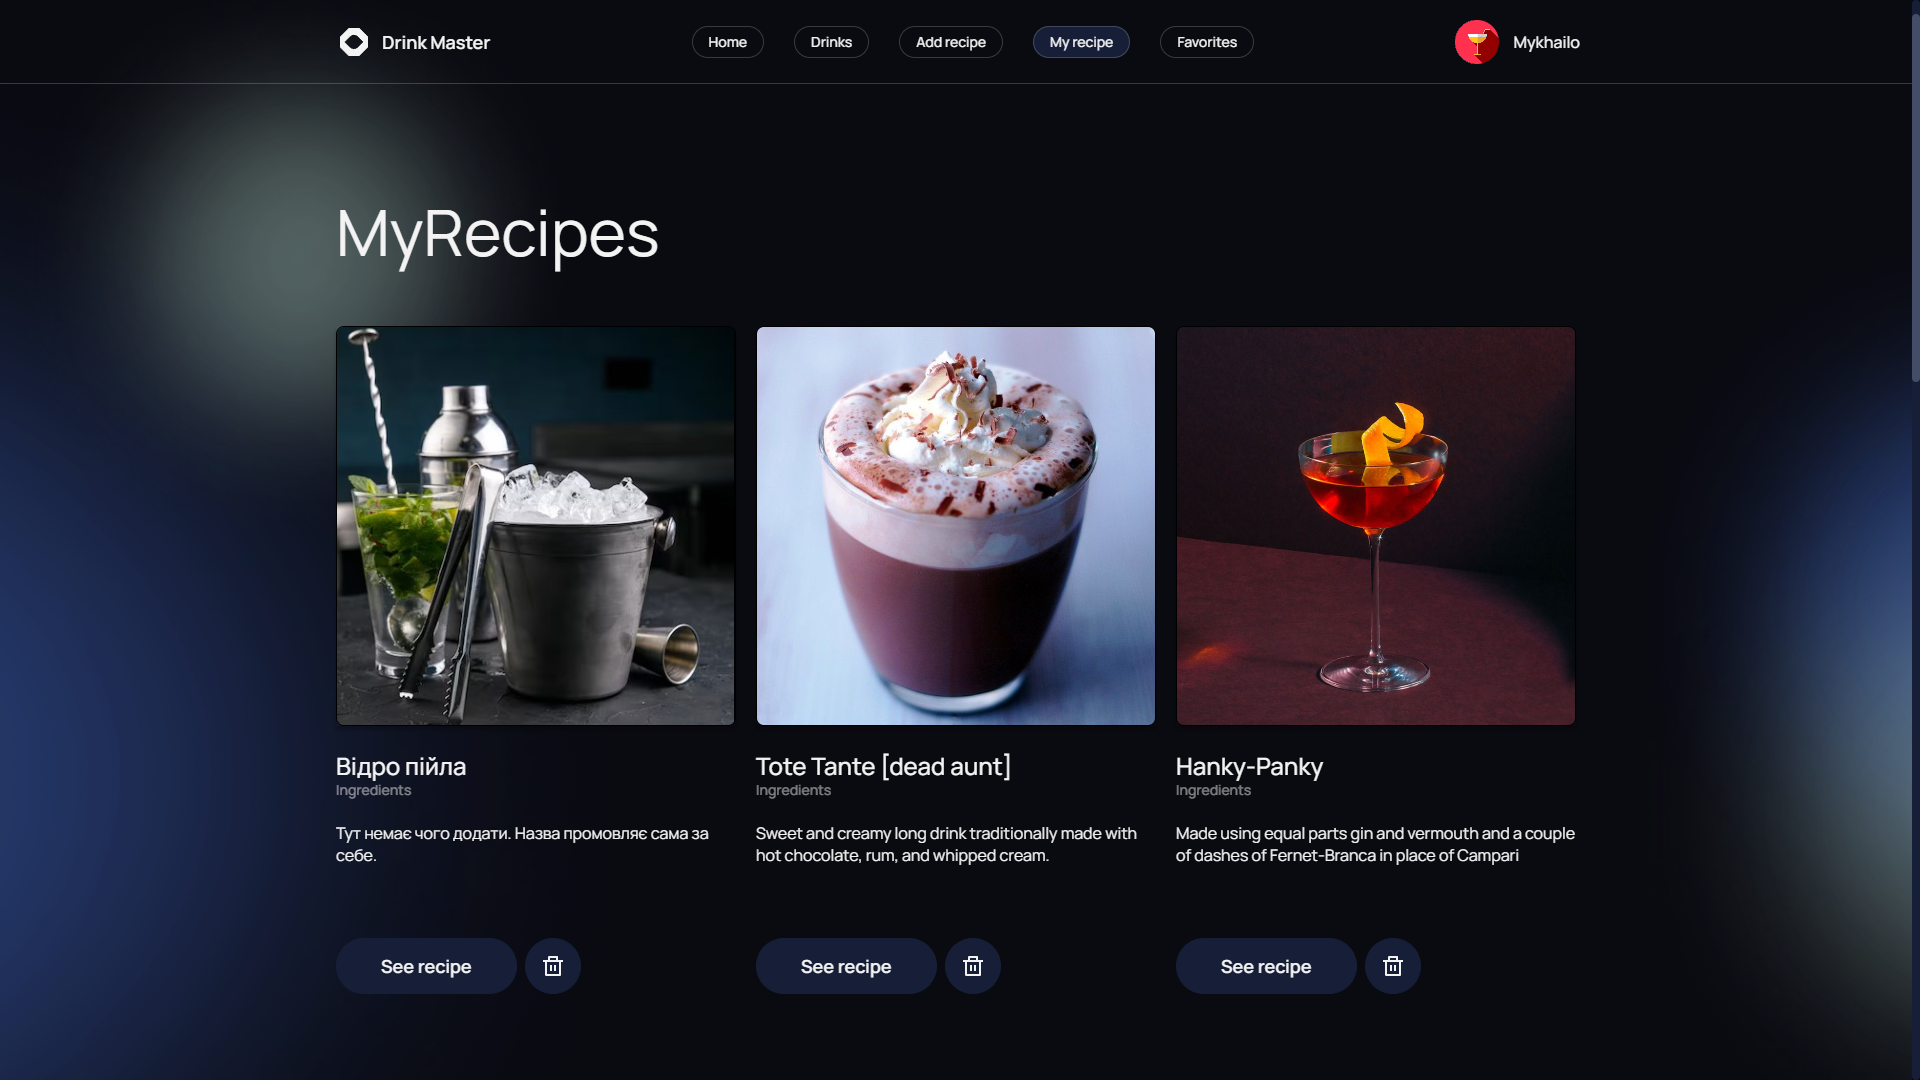 Drink Master
Home
Drinks
Add recipe
My recipe
Favorites
Mykhailo
MyRecipes
Відро пійла
Ingredients
Тут немає чого додати. Назва промовляє сама за
себе.
See recipe
Tote Tante [dead aunt]
Ingredients
Sweet and creamy long drink traditionally made with
hot chocolate, rum, and whipped cream.
See recipe
Hanky-Panky
Ingredients
Made using equal parts gin and vermouth and a couple
of dashes of Fernet-Branca in place of Campari
See recipe